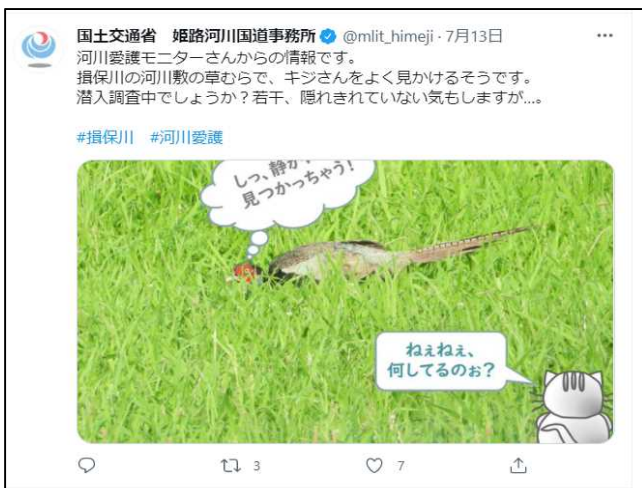 国土交通省　姫路河川国道事務所 @mlit_himeji · 7月13日
河川愛護モニターさんからの情報です。
揖保川の河川敷の草むらで、キジさんをよく見かけるそうです。
潜入調査中でしょうか？若干、隠れきれていない気もしますが…。
#揖保川　#河川愛護
しっ、静か
見つかっちゃう！
ねぇねぇ、
何してるのぉ？
3
7